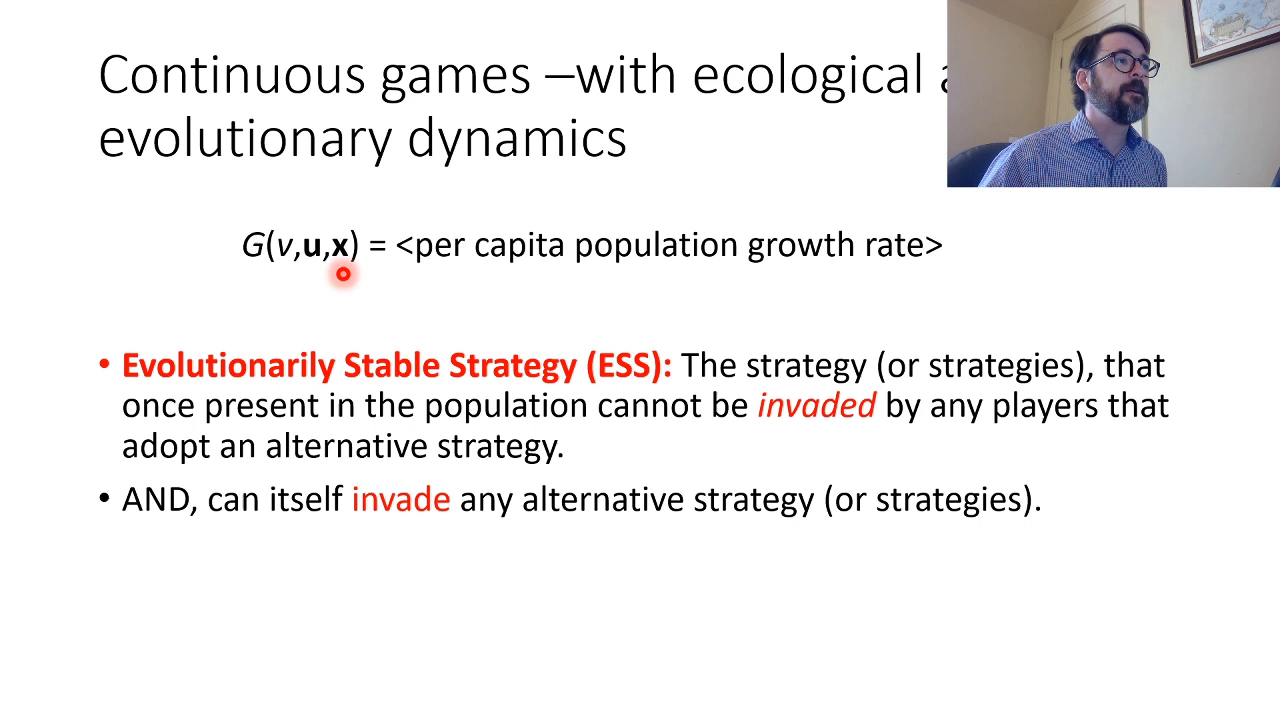 Continuous games –with ecological
evolutionary dynamics
G(v,u,x) = <per capita population growth rate>
• Evolutionarily Stable Strategy (ESS): The strategy (or strategies), that
once present in the population cannot be invaded by any players that
adopt an alternative strategy.
• AND, can itself invade any alternative strategy (or strategies).